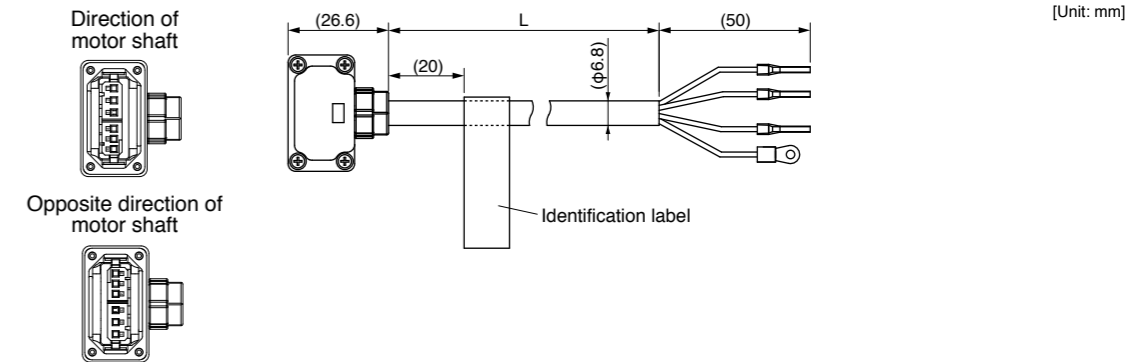 [Unit: mm]
Direction of
motor shaft
(26.6)
L
(50)
(20)
(φ6.8)
Opposite direction of
motor shaft
Identification label